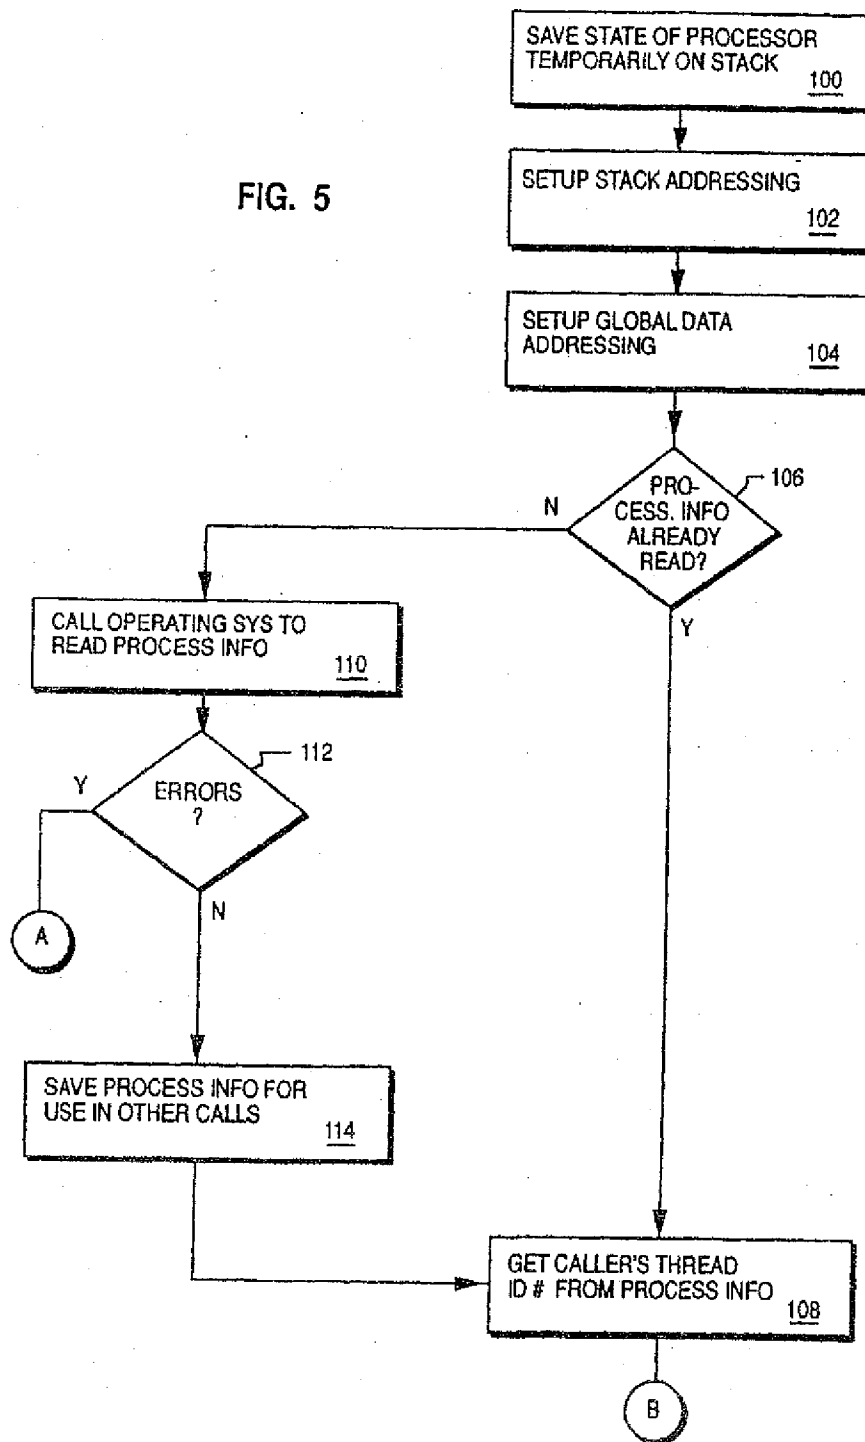 SAVE STATE OF PROCESSOR
TEMPORARILY ON STACK
100
FIG. 5
SETUP STACK ADDRESSING
102
SETUP GLOBAL DATA
ADDRESSING
104
106
PRO-
CESS. INFO
ALREADY
READ?
N
Y
CALL OPERATING SYS TO
READ PROCESS INFO
110
112
Y
ERRORS
?
N
A
SAVE PROCESS INFO FOR
USE IN OTHER CALLS
114
GET CALLER'S THREAD
ID # FROM PROCESS INFO
108
B